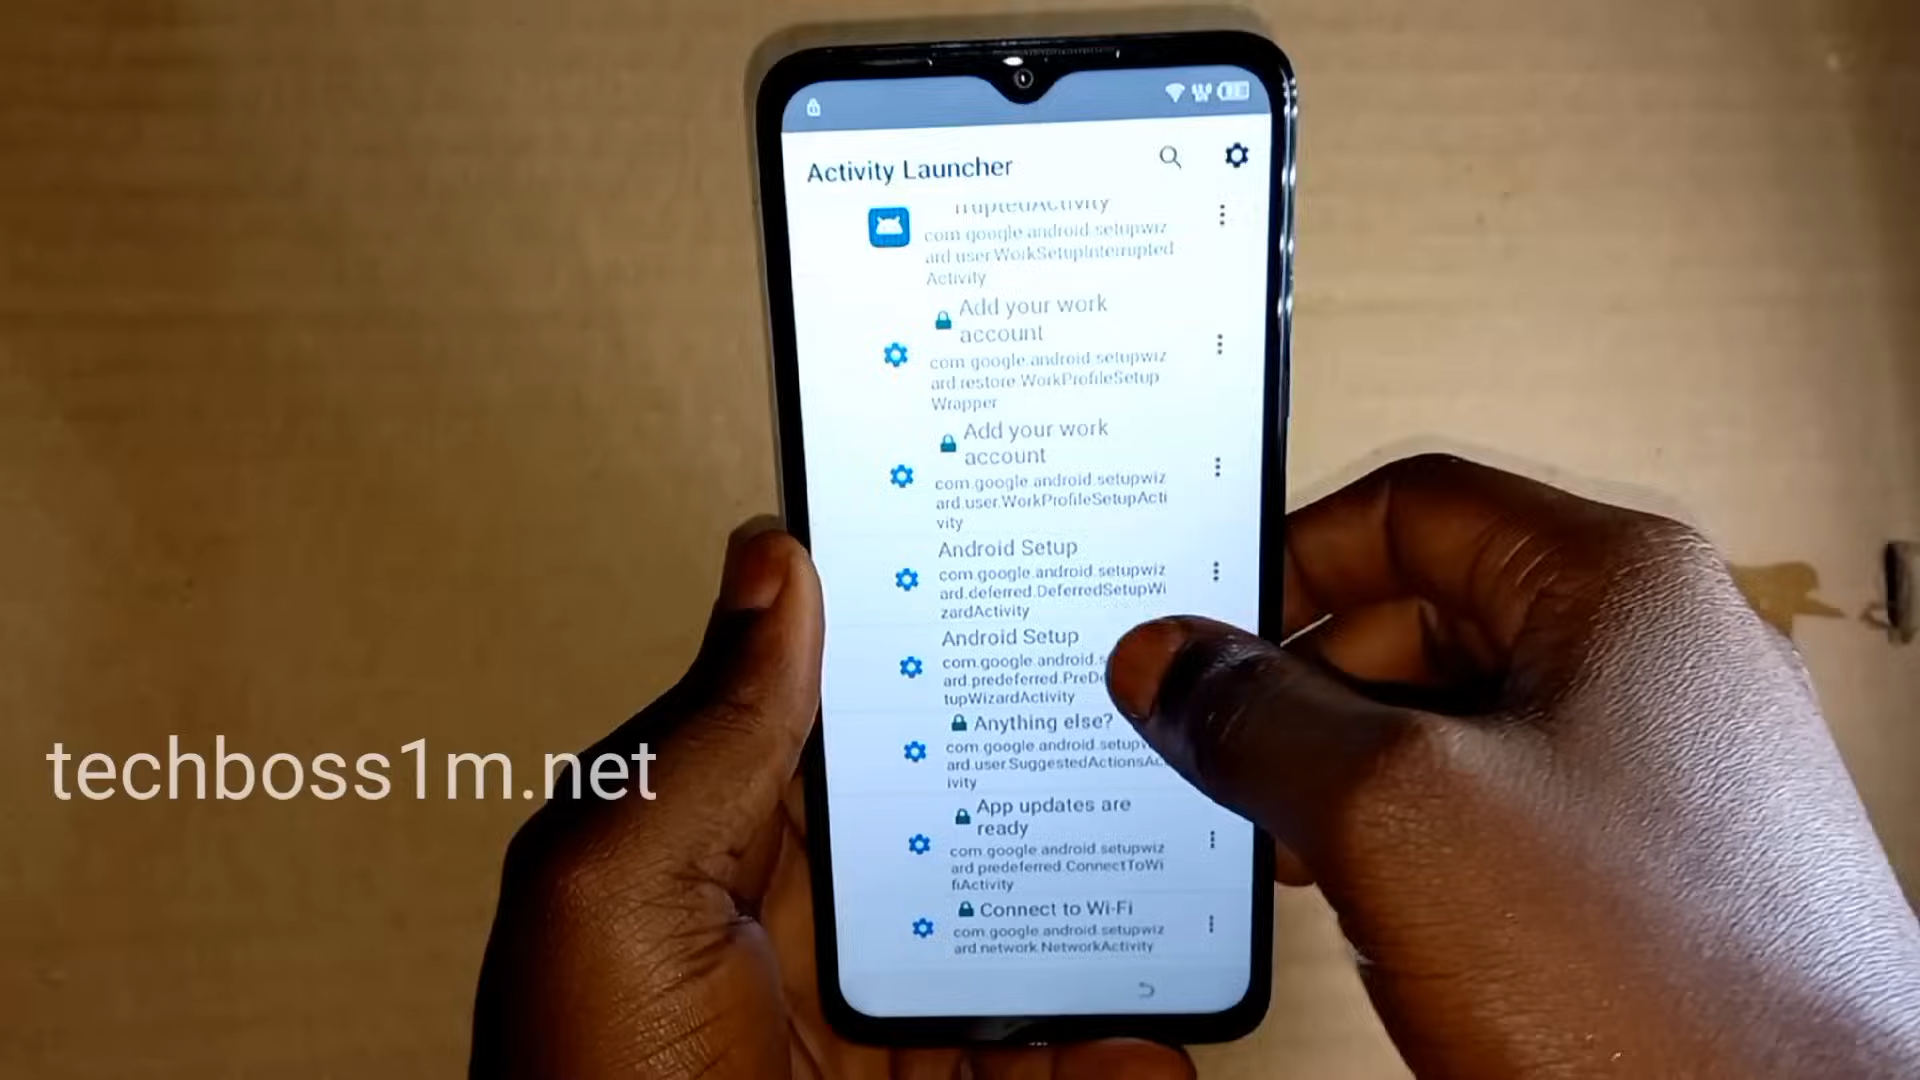 Activity Launcher
com.google.android.setupwiz
ard.user.WorkSetupInterrupted
Activity
Add your work
account
com.google.android.setupwiz
ard.restore.WorkProfileSetup
Wrapper
Add your work
account
com.google.android.setupwiz
ard.user.WorkProfileSetupActi
vity
Android Setup
com.google.android.setupwiz
ard.deferred.DeferredSetupWi
zardActivity
Android Setup
com.google.android.s
ard.predeferred.PreDe
tupWizardActivity
Anything else?
com.google.android.setup
ard.user.SuggestedActionsAc
ivity
App updates are
ready
com.google.android.setupwiz
ard.predeferred.ConnectToWi
fiActivity
Connect to Wi-Fi
com.google.android.setupwiz
ard.network.NetworkActivity
techboss1m.net